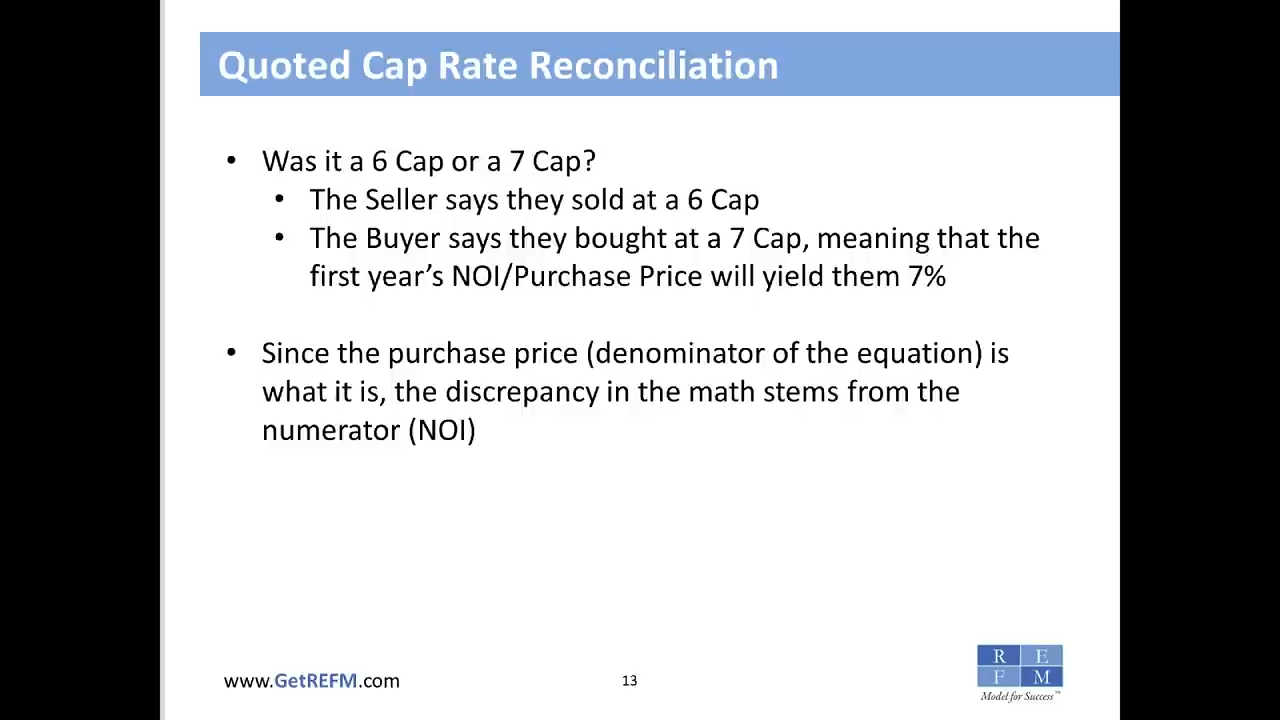 Quoted Cap Rate Reconciliation
• Was it a 6 Cap or a 7 Cap?
• The Seller says they sold at a 6 Cap
• The Buyer says they bought at a 7 Cap, meaning that the
first year’s NOI/Purchase Price will yield them 7%
• Since the purchase price (denominator of the equation) is
what it is, the discrepancy in the math stems from the
numerator (NOI)
www.GetREFM.com
13
R E
F M
Model for Success™